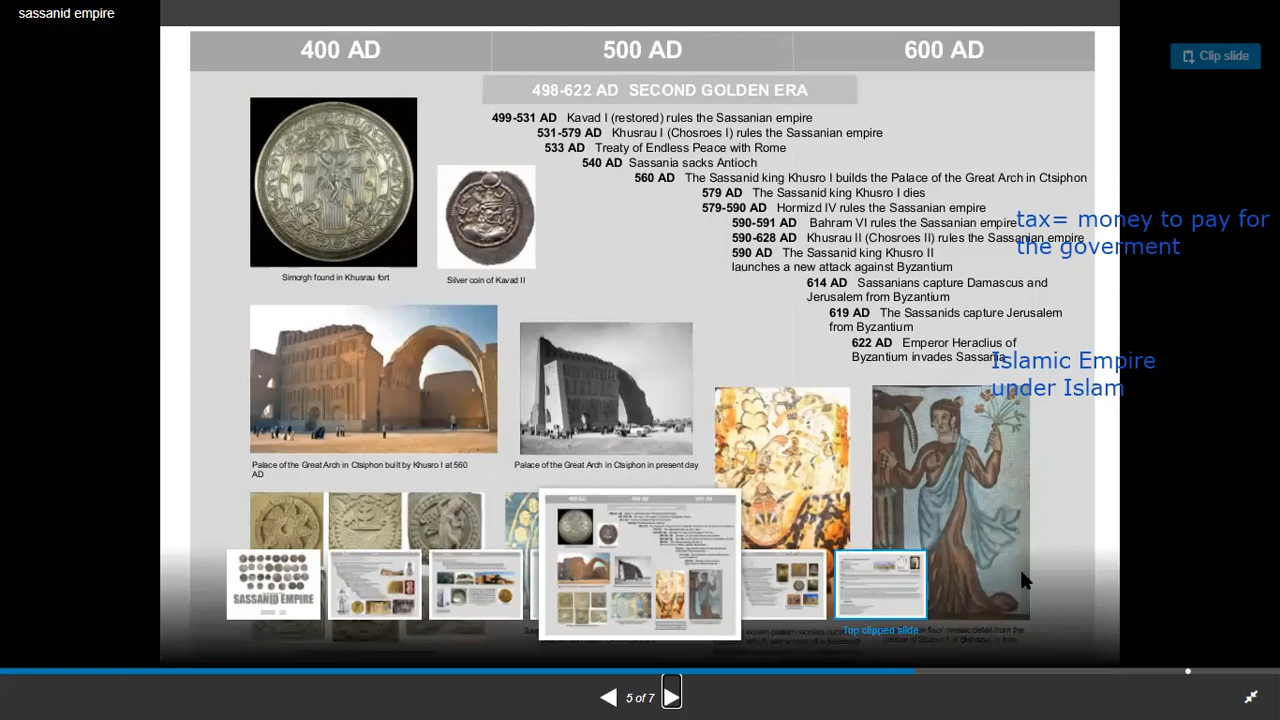 sassanid empire
400 AD
500 AD
600 AD
Clip slide
498-622 AD SECOND GOLDEN ERA
499-531 AD Kavad I (restored) rules the Sassanian empire
531-579 AD Khusrau I (Chosroes I) rules the Sassanian empire
533 AD Treaty of Endless Peace with Rome
540 AD Sassania sacks Antioch
560 AD The Sassanid king Khusro I builds the Palace of the Great Arch in Ctsiphon
579 AD The Sassanid king Khusro I dies
579-590 AD Hormizd IV rules the Sassanian empire
590-591 AD Bahram VI rules the Sassanian empire
590-628 AD Khusrau II (Chosroes II) rules the Sassanian empire
590 AD The Sassanid king Khusro II
launches a new attack against Byzantium
614 AD Sassanians capture Damascus and
Jerusalem from Byzantium
619 AD The Sassanids capture Jerusalem
from Byzantium
622 AD Emperor Heraclius of
Byzantium invades Sassania
tax= money to pay for
the goverment
Islamic Empire
under Islam
Simorgh found in Khusrau fort
Silver coin of Kavad II
Palace of the Great Arch in Ctsiphon built by Khusro I at 560
AD
Palace of the Great Arch in Ctsiphon in present day
SASSANID EMPIRE
Top clipped slide
5 of 7